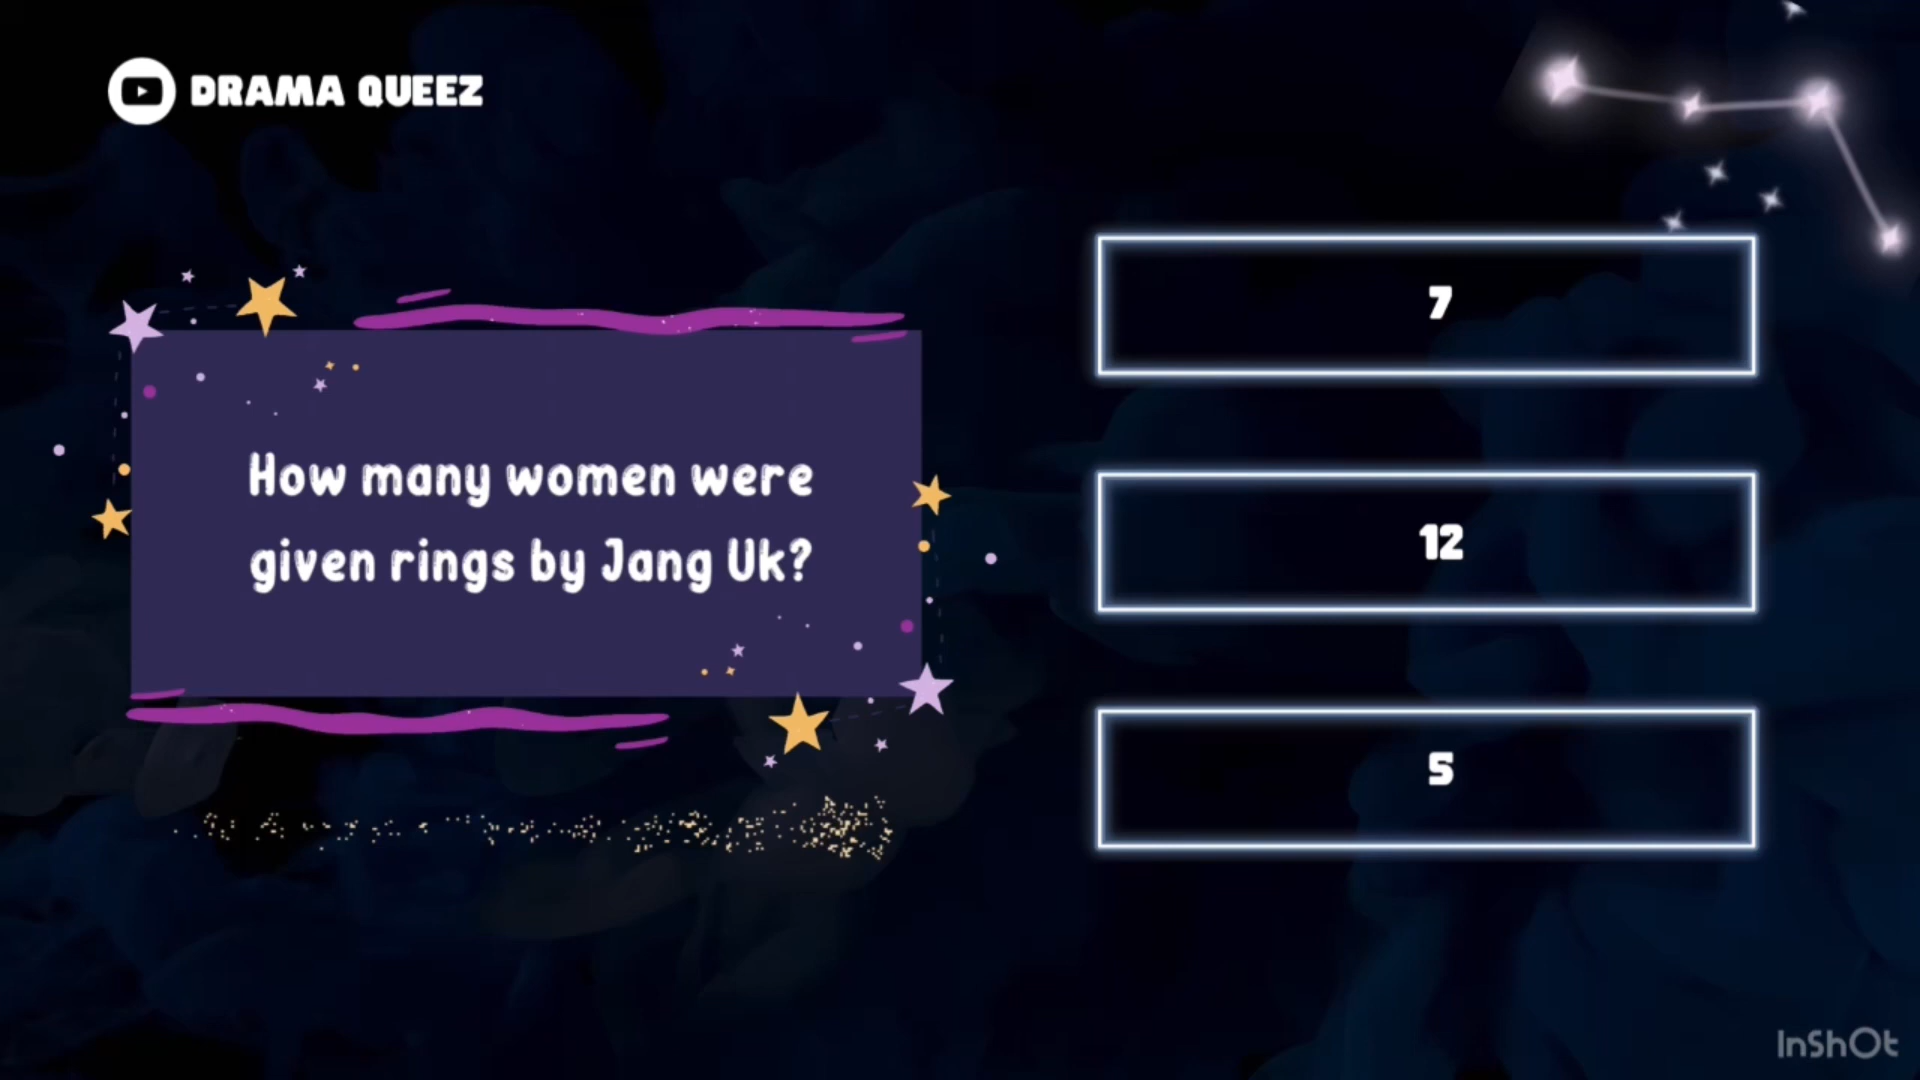 DRAMA QUEEZ
How many women were
given rings by Jang Uk?
7
12
5
InShOt